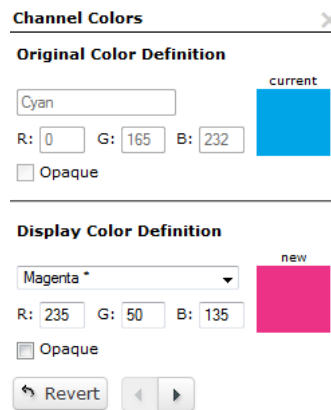 Channel Colors
Original Color Definition
current
Cyan
R: 0 G: 165 B: 232
Opaque
Display Color Definition
new
Magenta *
R: 235 G: 50 B: 135
Opaque
Revert